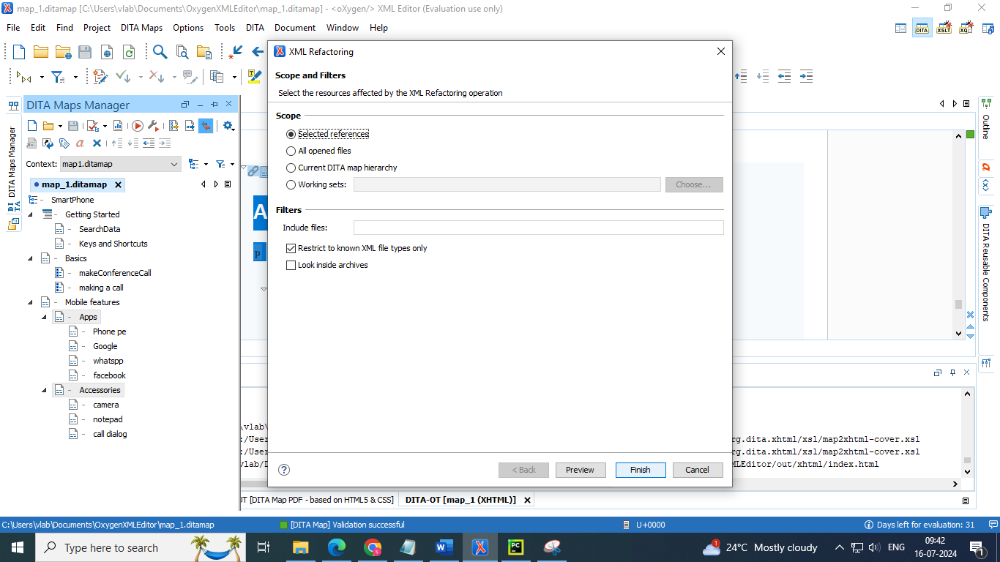 map_1.ditamap [C:\Users\vlab\Documents\OxygenXMLEditor\map_1.ditamap] - <oXygen/> XML Editor (Evaluation use only)
File Edit Find Project DITA Maps Options Tools DITA Document Window Help
DITA XSLT XQ
XML Refactoring
Scope and Filters
Select the resources affected by the XML Refactoring operation
Scope
Selected references
All opened files
Current DITA map hierarchy
Working sets:
Choose...
Filters
Include files:
Restrict to known XML file types only
Look inside archives
< Back Preview Finish Cancel
DITA Maps Manager
DITA Maps Manager
Context: map1.ditamap
map_1.ditamap
SmartPhone
Getting Started
SearchData
Keys and Shortcuts
Basics
makeConferenceCall
making a call
Mobile features
Apps
Phone pe
Google
whatspp
facebook
Accessories
camera
notepad
call dialog
A
p
Outline
DITA Reusable Components
\vlab\
:/User rg.dita.xhtml/xsl/map2xhtml-cover.xsl
:/User rg.dita.xhtml/xsl/map2xhtml-cover.xsl
vlab/D MLEditor/out/xhtml/index.html
OT [DITA Map PDF - based on HTML5 & CSS] DITA-OT [map_1 (XHTML)]
C:\Users\vlab\Documents\OxygenXMLEditor\map_1.ditamap [DITA Map] Validation successful U+0000 Days left for evaluation: 31
Type here to search
24°C Mostly cloudy ENG 09:42
16-07-2024
1